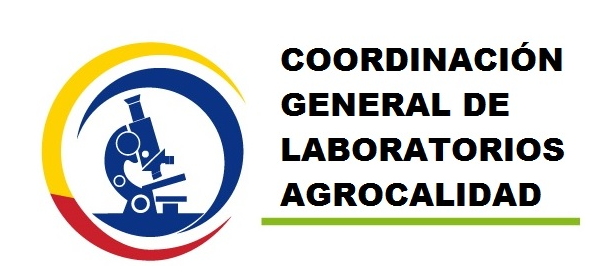 COORDINACIÓN
GENERAL DE
LABORATORIOS
AGROCALIDAD